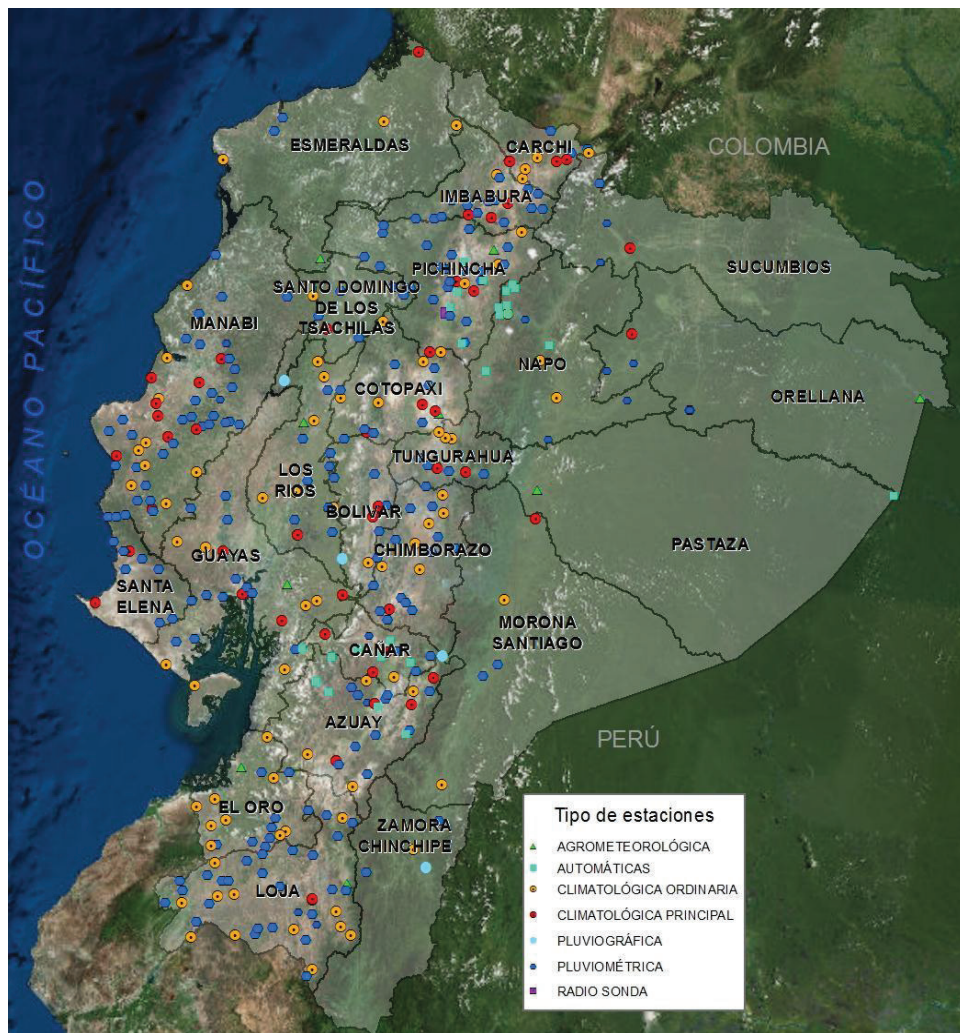 ESMERALDAS
CARCHI
COLOMBIA
IMBABURA
OCÉANO PACÍFICO
PICHINCHA
SUCUMBIOS
SANTO DOMINGO
DE LOS
TSACHILAS
MANABI
NAPO
COTOPAXI
ORELLANA
TUNGURAHUA
LOS
RIOS
BOLIVAR
PASTAZA
CHIMBORAZO
GUAYAS
SANTA
ELENA
MORONA
SANTIAGO
CAÑAR
AZUAY
PERÚ
EL ORO
ZAMORA
CHINCHIPE
LOJA
Tipo de estaciones
AGROMETEOROLÓGICA
AUTOMÁTICAS
CLIMATOLÓGICA ORDINARIA
CLIMATOLÓGICA PRINCIPAL
PLUVIOGRÁFICA
PLUVIOMÉTRICA
RADIO SONDA